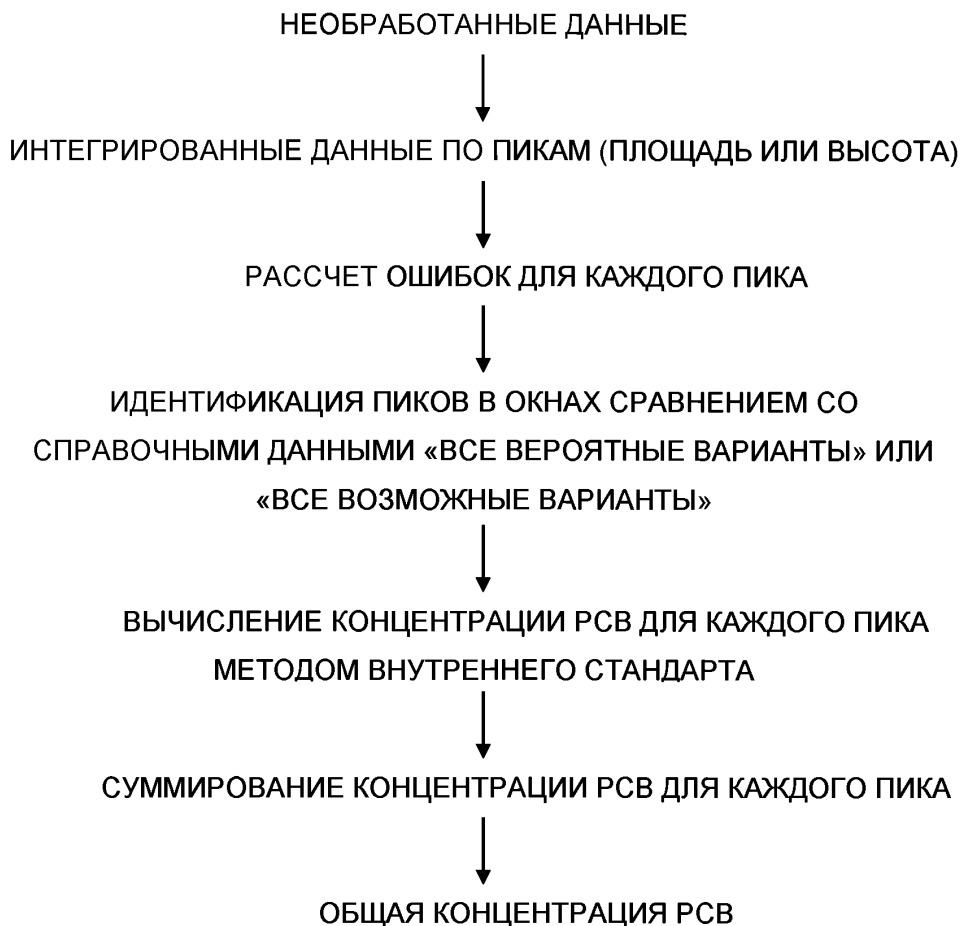 НЕОБРАБОТАННЫЕ ДАННЫЕ
ИНТЕГРИРОВАННЫЕ ДАННЫЕ ПО ПИКАМ (ПЛОЩАДЬ ИЛИ ВЫСОТА)
РАССЧЕТ ОШИБОК ДЛЯ КАЖДОГО ПИКА
ИДЕНТИФИКАЦИЯ ПИКОВ В ОКНАХ СРАВНЕНИЕМ СО
СПРАВОЧНЫМИ ДАННЫМИ «ВСЕ ВЕРОЯТНЫЕ ВАРИАНТЫ» ИЛИ
«ВСЕ ВОЗМОЖНЫЕ ВАРИАНТЫ»
ВЫЧИСЛЕНИЕ КОНЦЕНТРАЦИИ PCB ДЛЯ КАЖДОГО ПИКА
МЕТОДОМ ВНУТРЕННЕГО СТАНДАРТА
СУММИРОВАНИЕ КОНЦЕНТРАЦИИ PCB ДЛЯ КАЖДОГО ПИКА
ОБЩАЯ КОНЦЕНТРАЦИЯ PCB